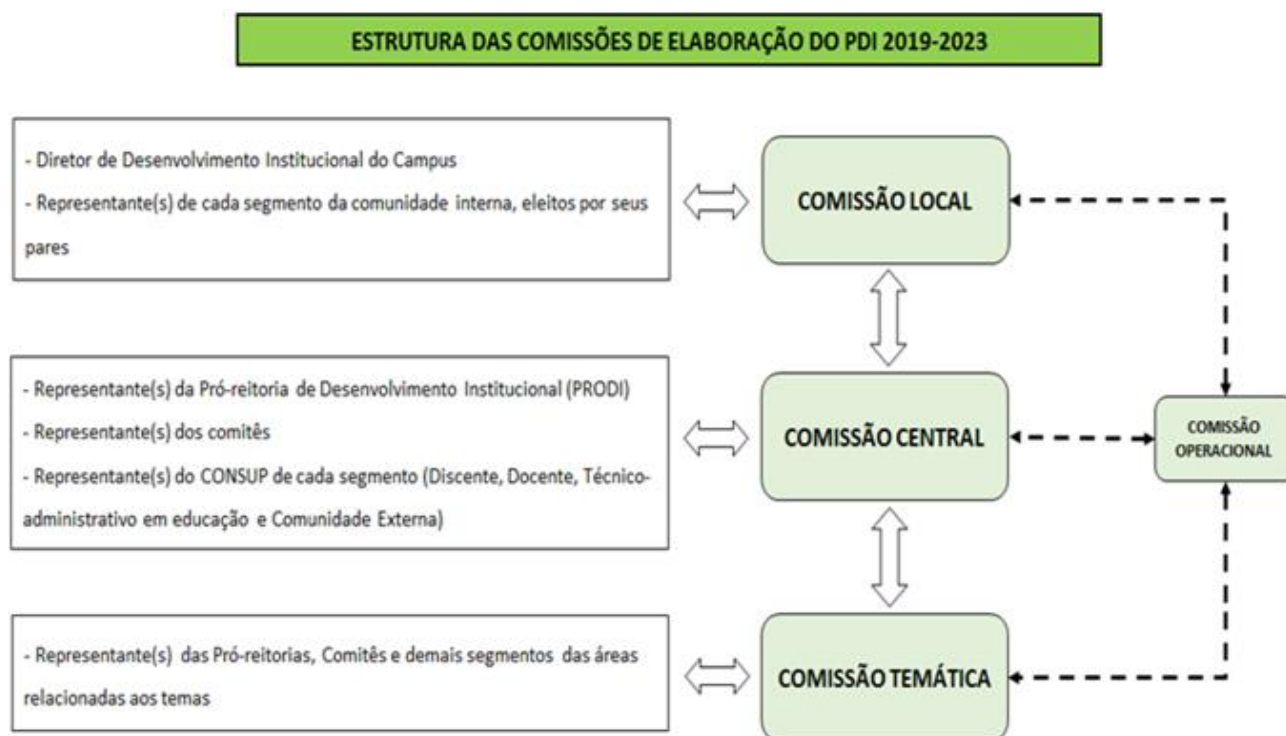 ESTRUTURA DAS COMISSÕES DE ELABORAÇÃO DO PDI 2019-2023
- Diretor de Desenvolvimento Institucional do Campus
- Representante(s) de cada segmento da comunidade interna, eleitos por seus
pares
COMISSÃO LOCAL
- Representante(s) da Pró-reitoria de Desenvolvimento Institucional (PRODI)
- Representante(s) dos comitês
- Representante(s) do CONSUP de cada segmento (Discente, Docente, Técnico-
administrativo em educação e Comunidade Externa)
COMISSÃO CENTRAL
COMISSÃO
OPERACIONAL
- Representante(s) das Pró-reitorias, Comitês e demais segmentos das áreas
relacionadas aos temas
COMISSÃO TEMÁTICA